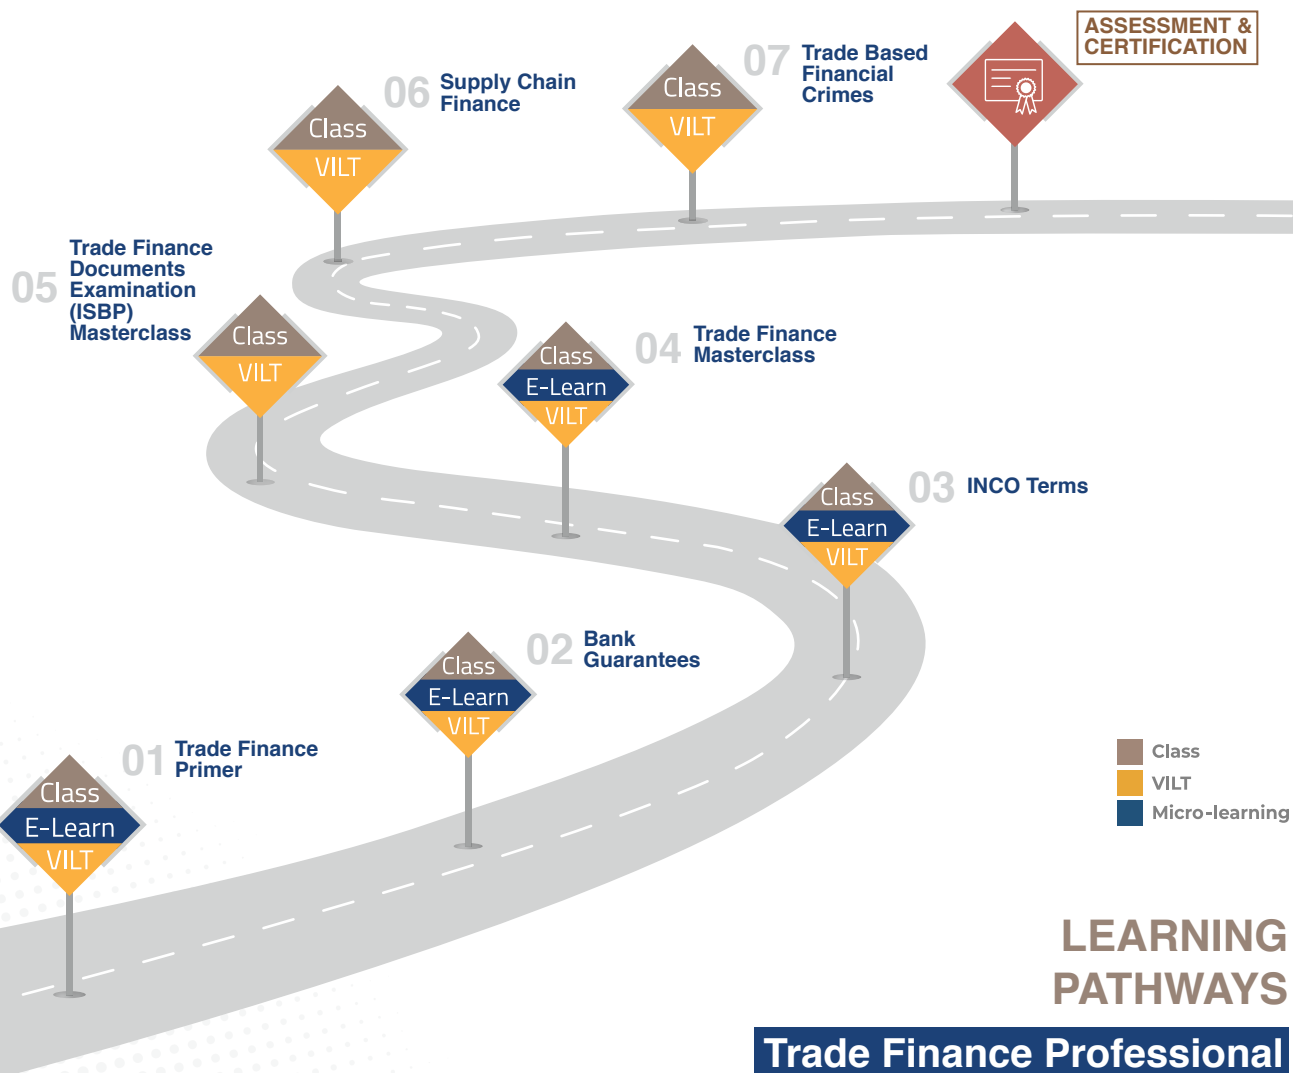 ASSESSMENT &
CERTIFICATION
07
Trade Based
Financial
Crimes
Class
VILT
06
Supply Chain
Finance
Class
VILT
05
Trade Finance
Documents
Examination
(ISBP)
Masterclass
Class
VILT
04
Trade Finance
Masterclass
Class
E-Learn
VILT
03
INCO Terms
Class
E-Learn
VILT
02
Bank
Guarantees
Class
E-Learn
VILT
01
Trade Finance
Primer
Class
E-Learn
VILT
Class
VILT
Micro-learning
LEARNING
PATHWAYS
Trade Finance Professional